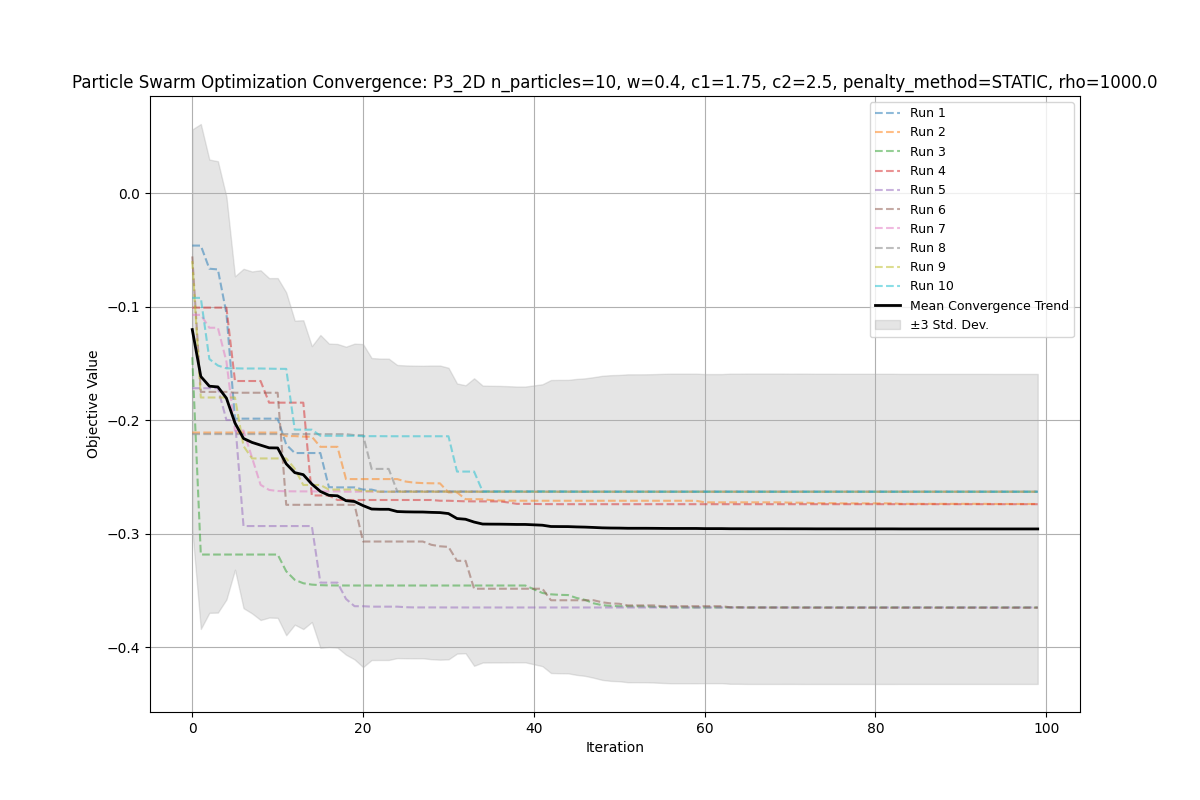 Particle Swarm Optimization Convergence: P3_2D n_particles=10, w=0.4, c1=1.75, c2=2.5, penalty_method=STATIC, rho=1000.0
Run 1
Run 2
Run 3
Run 4
Run 5
Run 6
Run 7
Run 8
Run 9
Run 10
Mean Convergence Trend
±3 Std. Dev.
Objective Value
0.0
−0.1
−0.2
−0.3
−0.4
0 20 40 60 80 100
Iteration